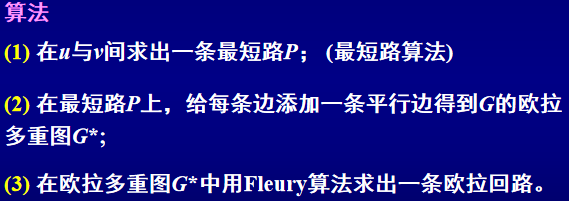 算法
(1) 在u与v间求出一条最短路P； (最短路算法)
(2) 在最短路P上，给每条边添加一条平行边得到G的欧拉
多重图G*;
(3) 在欧拉多重图G*中用Fleury算法求出一条欧拉回路。